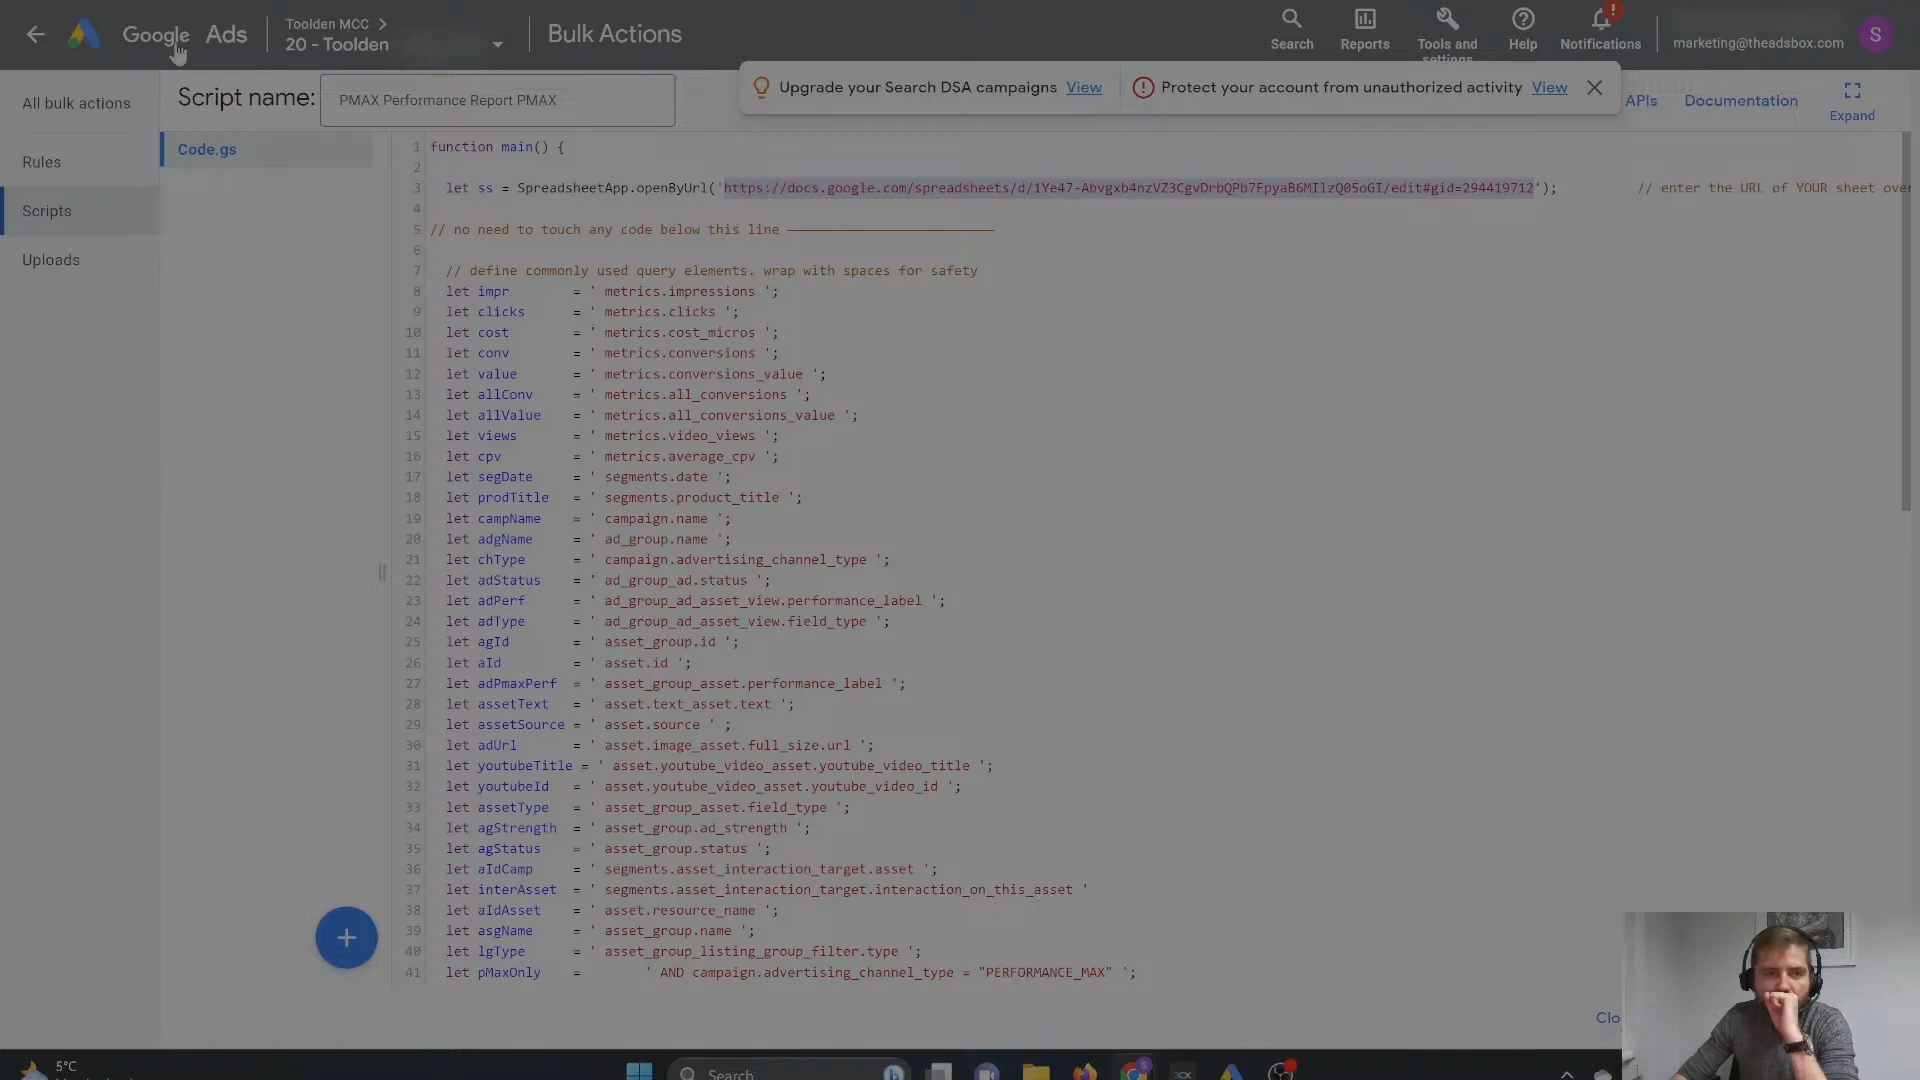 Google Ads
Toolden MCC
20 - Toolden
Bulk Actions
Search
Reports
Tools and settings
Help
Notifications
marketing@theadsbox.com
S
All bulk actions
Rules
Scripts
Uploads
Script name:
PMAX Performance Report PMAX
Upgrade your Search DSA campaigns View
Protect your account from unauthorized activity View
APIs
Documentation
Expand
Code.gs
1 function main() {
2
3 let ss = SpreadsheetApp.openByUrl('https://docs.google.com/spreadsheets/d/1Ye47-Abvgxb4nzVZ3CgvDrbQPb7FpyaB6MIlzQ05oGI/edit#gid=294419712'); // enter the URL of YOUR sheet over
4
5 // no need to touch any code below this line ——————————————————————————
6
7 // define commonly used query elements. wrap with spaces for safety
8 let impr = ' metrics.impressions ';
9 let clicks = ' metrics.clicks ';
10 let cost = ' metrics.cost_micros ';
11 let conv = ' metrics.conversions ';
12 let value = ' metrics.conversions_value ';
13 let allConv = ' metrics.all_conversions ';
14 let allValue = ' metrics.all_conversions_value ';
15 let views = ' metrics.video_views ';
16 let cpv = ' metrics.average_cpv ';
17 let segDate = ' segments.date ';
18 let prodTitle = ' segments.product_title ';
19 let campName = ' campaign.name ';
20 let adgName = ' ad_group.name ';
21 let chType = ' campaign.advertising_channel_type ';
22 let adStatus = ' ad_group_ad.status ';
23 let adPerf = ' ad_group_ad_asset_view.performance_label ';
24 let adType = ' ad_group_ad_asset_view.field_type ';
25 let agId = ' asset_group.id ';
26 let aId = ' asset.id ';
27 let adPmaxPerf = ' asset_group_asset.performance_label ';
28 let assetText = ' asset.text_asset.text ';
29 let assetSource = ' asset.source ' ;
30 let adUrl = ' asset.image_asset.full_size.url ';
31 let youtubeTitle = ' asset.youtube_video_asset.youtube_video_title ';
32 let youtubeId = ' asset.youtube_video_asset.youtube_video_id ';
33 let assetType = ' asset_group_asset.field_type ';
34 let agStrength = ' asset_group.ad_strength ';
35 let agStatus = ' asset_group.status ';
36 let aIdCamp = ' segments.asset_interaction_target.asset ';
37 let interAsset = ' segments.asset_interaction_target.interaction_on_this_asset '
38 let aIdAsset = ' asset.resource_name ';
39 let asgName = ' asset_group.name ';
40 let lgType = ' asset_group_listing_group_filter.type ';
41 let pMaxOnly = ' AND campaign.advertising_channel_type = "PERFORMANCE_MAX" ';
Clo
5°C
Search